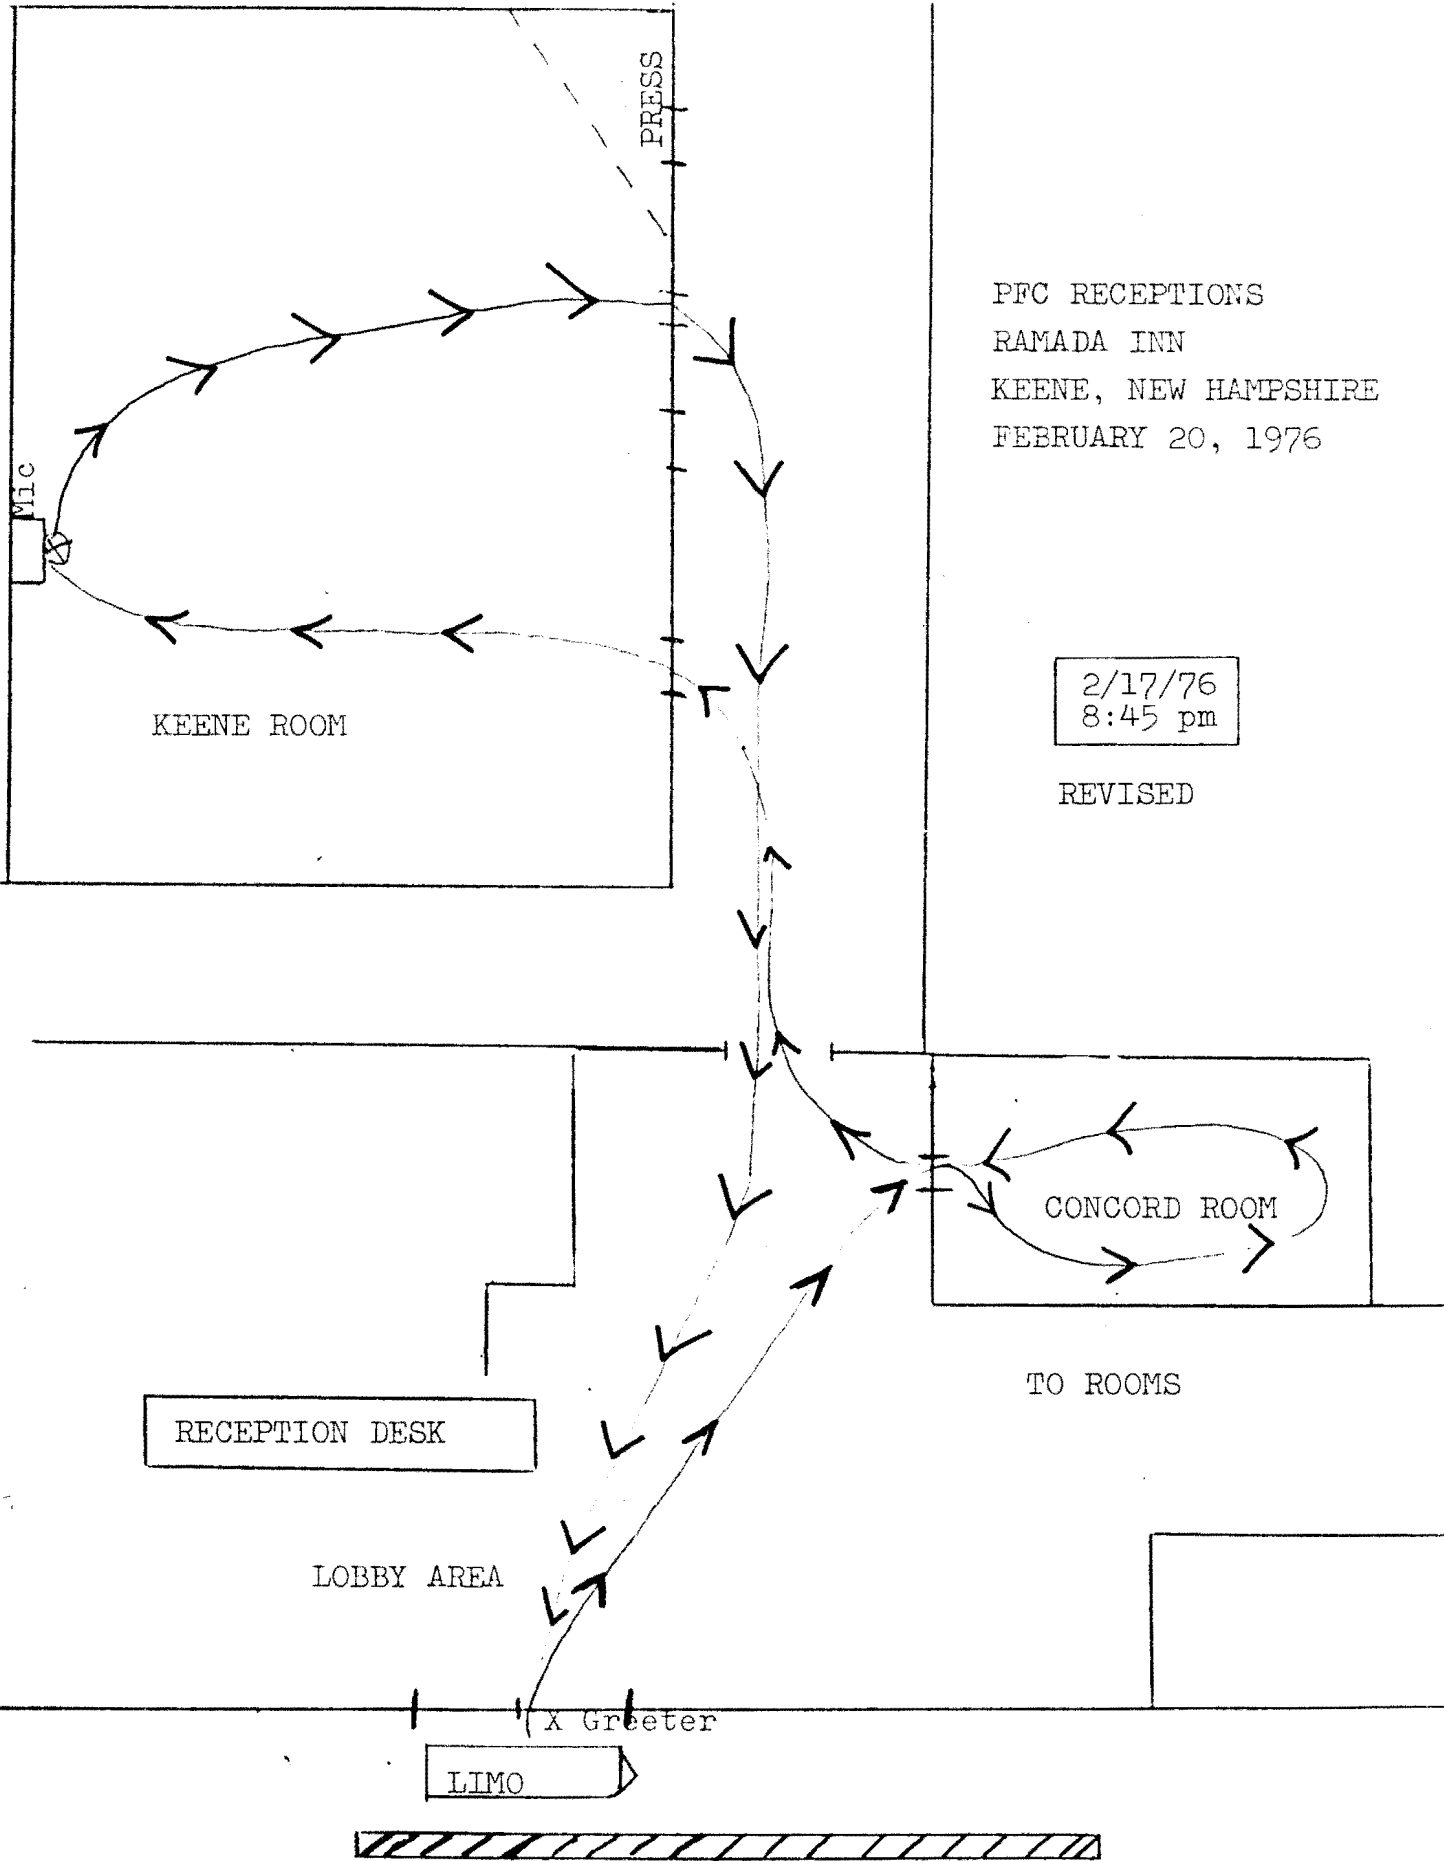 PRESS
PFC RECEPTIONS
RAMADA INN
KEENE, NEW HAMPSHIRE
FEBRUARY 20, 1976
Mic
2/17/76
8:45 pm
KEENE ROOM
REVISED
CONCORD ROOM
TO ROOMS
RECEPTION DESK
LOBBY AREA
X Greeter
LIMO